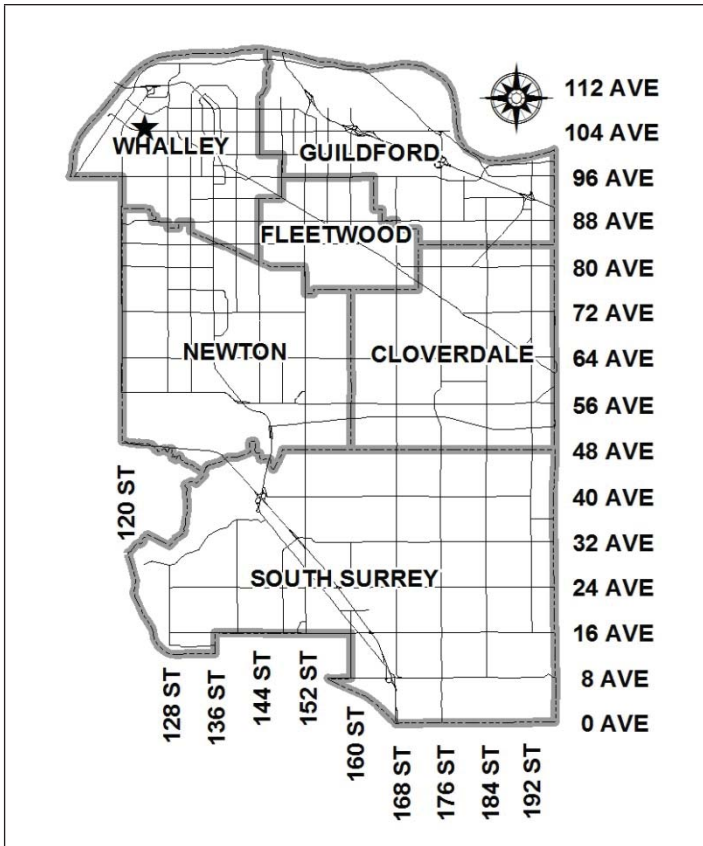 112 AVE
104 AVE
WHALLEY
GUILDFORD
96 AVE
88 AVE
FLEETWOOD
80 AVE
72 AVE
NEWTON
CLOVERDALE
64 AVE
56 AVE
48 AVE
120 ST
40 AVE
32 AVE
SOUTH SURREY
24 AVE
16 AVE
128 ST
136 ST
144 ST
152 ST
160 ST
8 AVE
0 AVE
168 ST
176 ST
184 ST
192 ST